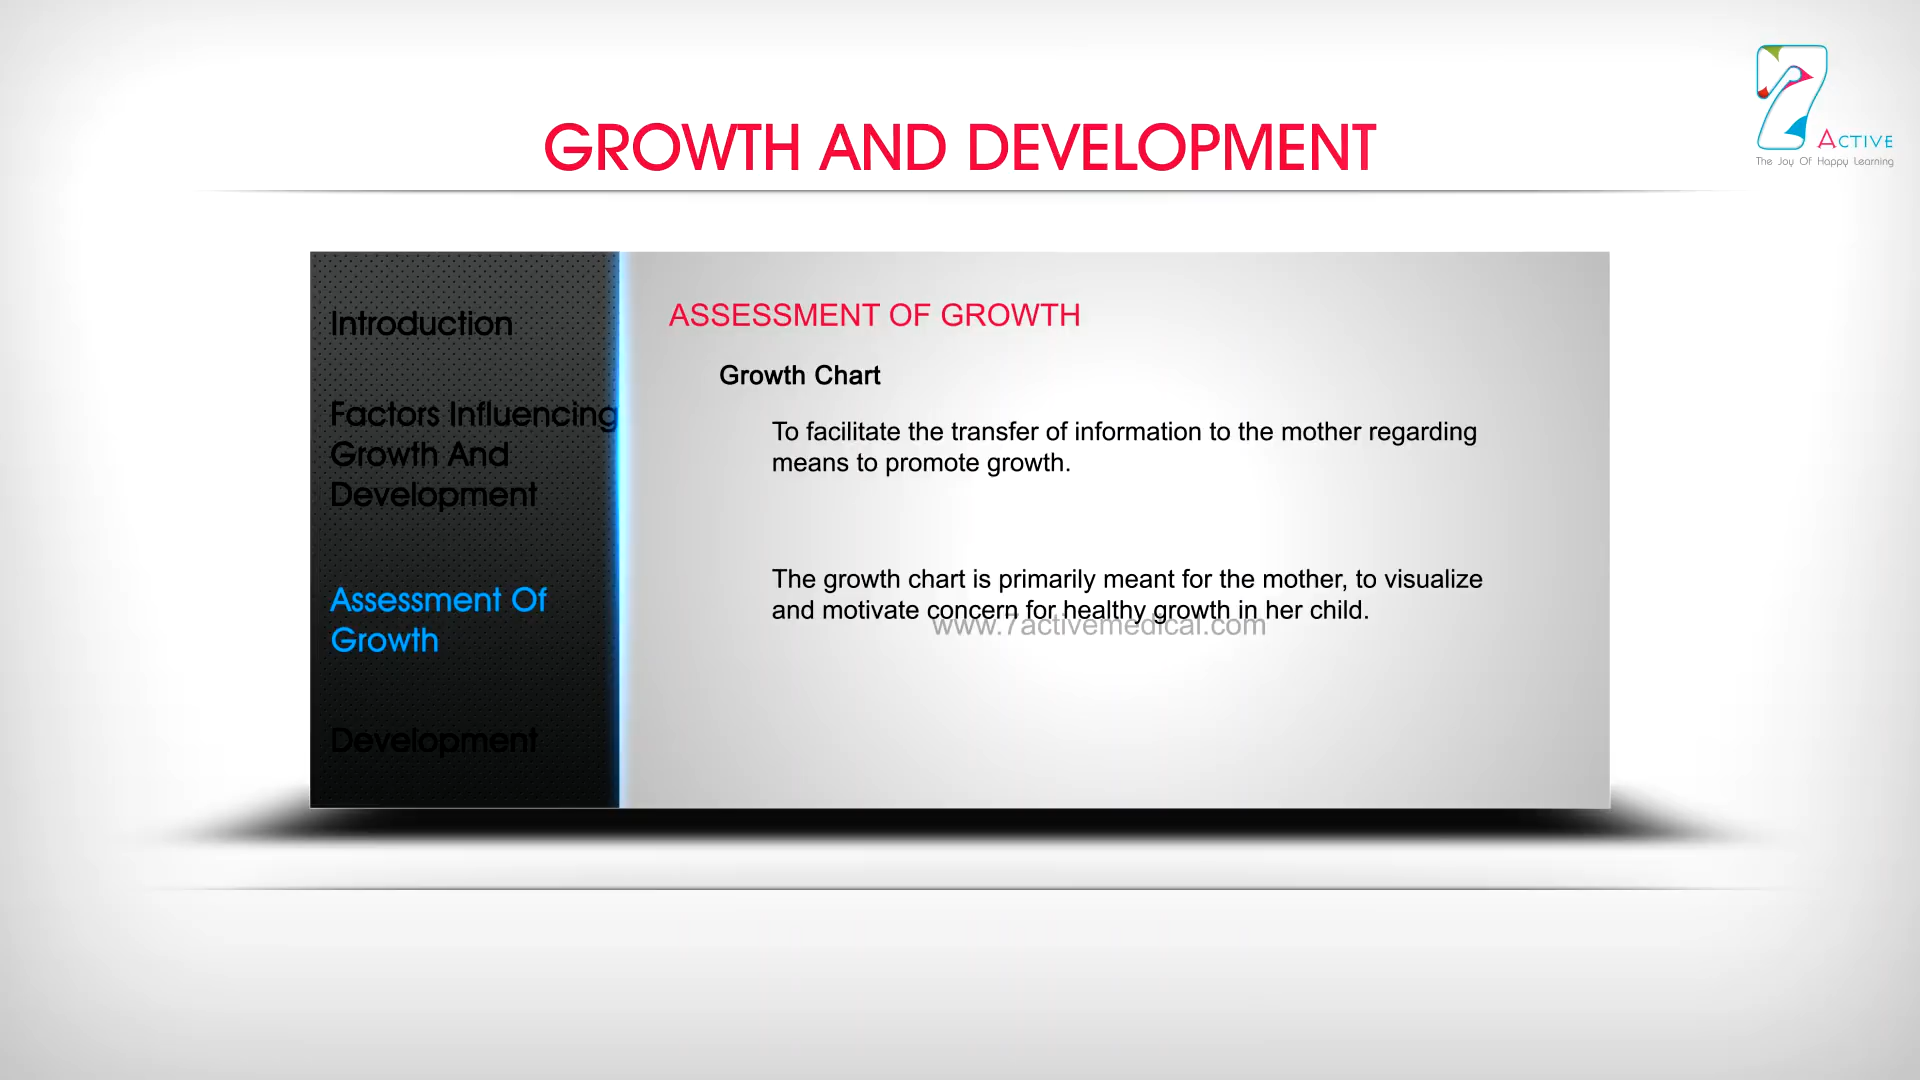 GROWTH AND DEVELOPMENT
7
ACTIVE
The Joy Of Happy Learning
Introduction
Factors Influencing
Growth And
Development
Assessment Of
Growth
Development
ASSESSMENT OF GROWTH
Growth Chart
To facilitate the transfer of information to the mother regarding
means to promote growth.
The growth chart is primarily meant for the mother, to visualize
and motivate concern for healthy growth in her child.
www.7activemedical.com